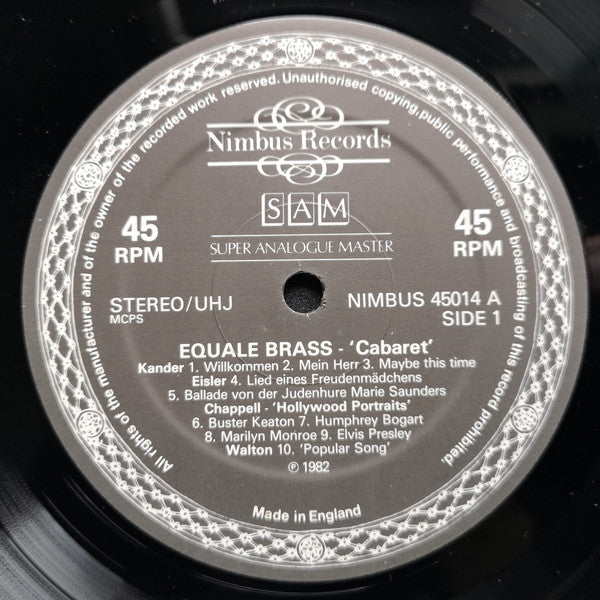 All rights of the manufacturer and of the owner of the recorded work reserved. Unauthorised copying, public performance and broadcasting of this record prohibited.
Nimbus Records
SAM
SUPER ANALOGUE MASTER
45
RPM
45
RPM
STEREO/UHJ
MCPS
NIMBUS 45014 A
SIDE 1
EQUALE BRASS - 'Cabaret'
Kander 1. Willkommen 2. Mein Herr 3. Maybe this time
Eisler 4. Lied eines Freudenmädchens
5. Ballade von der Judenhure Marie Saunders
Chappell - 'Hollywood Portraits'
6. Buster Keaton 7. Humphrey Bogart
8. Marilyn Monroe 9. Elvis Presley
Walton 10. 'Popular Song'
℗ 1982
Made in England